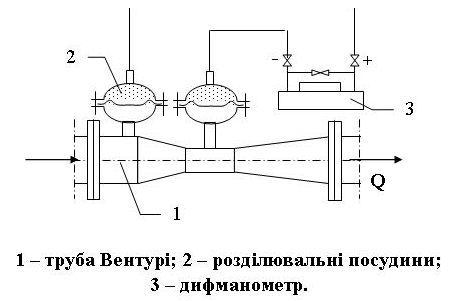 2
- +
3
Q
1
1 – труба Вентурі; 2 – розділювальні посудини;
3 – дифманометр.